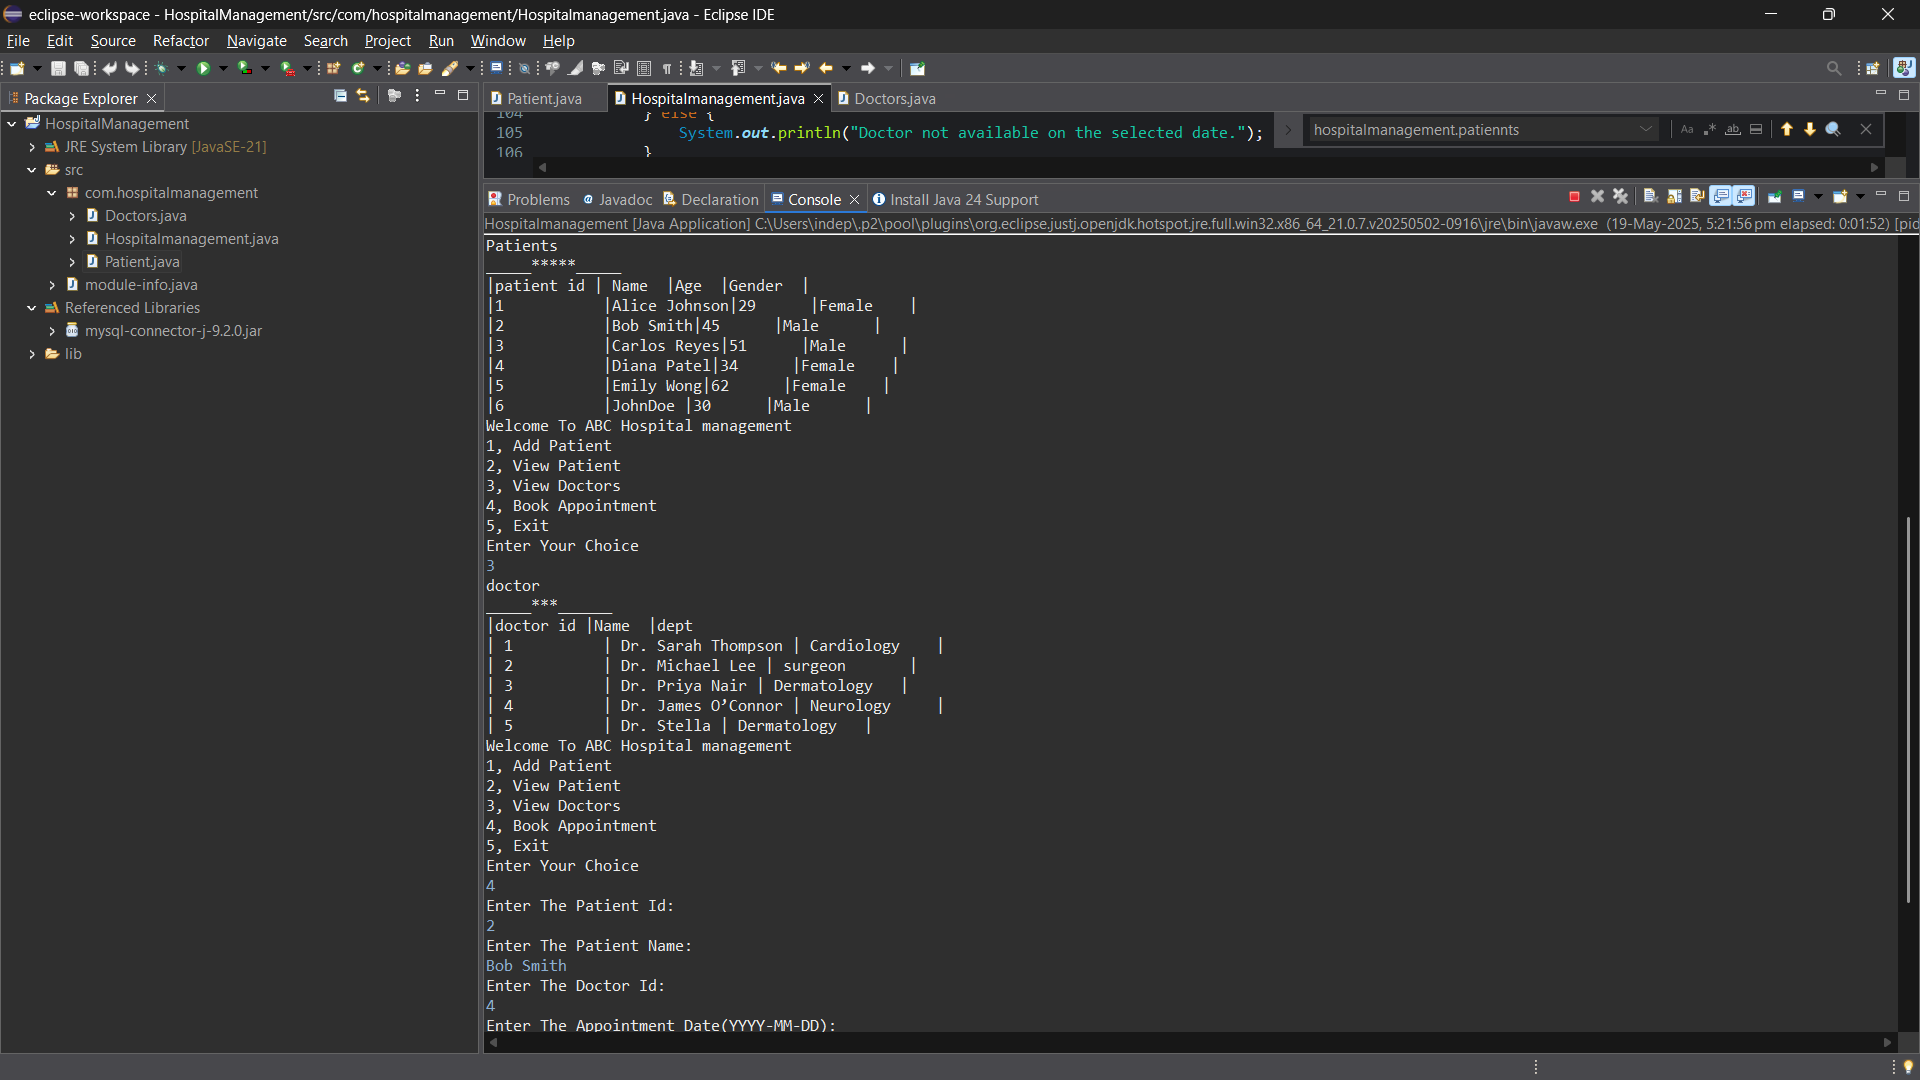 eclipse-workspace - HospitalManagement/src/com/hospitalmanagement/Hospitalmanagement.java - Eclipse IDE
File Edit Source Refactor Navigate Search Project Run Window Help
Package Explorer
HospitalManagement
JRE System Library [JavaSE-21]
src
com.hospitalmanagement
Doctors.java
Hospitalmanagement.java
Patient.java
module-info.java
Referenced Libraries
mysql-connector-j-9.2.0.jar
lib
Patient.java Hospitalmanagement.java Doctors.java
104 } else {
105 System.out.println("Doctor not available on the selected date.");
106 }
hospitalmanagement.patiennts
Aa .* ab
Problems Javadoc Declaration Console Install Java 24 Support
Hospitalmanagement [Java Application] C:\Users\indep\.p2\pool\plugins\org.eclipse.justj.openjdk.hotspot.jre.full.win32.x86_64_21.0.7.v20250502-0916\jre\bin\javaw.exe (19-May-2025, 5:21:56 pm elapsed: 0:01:52) [pid
Patients
_____*****_____
|patient id | Name |Age |Gender |
|1 |Alice Johnson|29 |Female |
|2 |Bob Smith|45 |Male |
|3 |Carlos Reyes|51 |Male |
|4 |Diana Patel|34 |Female |
|5 |Emily Wong|62 |Female |
|6 |JohnDoe |30 |Male |
Welcome To ABC Hospital management
1, Add Patient
2, View Patient
3, View Doctors
4, Book Appointment
5, Exit
Enter Your Choice
3
doctor
_____***______
|doctor id |Name |dept
| 1 | Dr. Sarah Thompson | Cardiology |
| 2 | Dr. Michael Lee | surgeon |
| 3 | Dr. Priya Nair | Dermatology |
| 4 | Dr. James O’Connor | Neurology |
| 5 | Dr. Stella | Dermatology |
Welcome To ABC Hospital management
1, Add Patient
2, View Patient
3, View Doctors
4, Book Appointment
5, Exit
Enter Your Choice
4
Enter The Patient Id:
2
Enter The Patient Name:
Bob Smith
Enter The Doctor Id:
4
Enter The Appointment Date(YYYY-MM-DD):